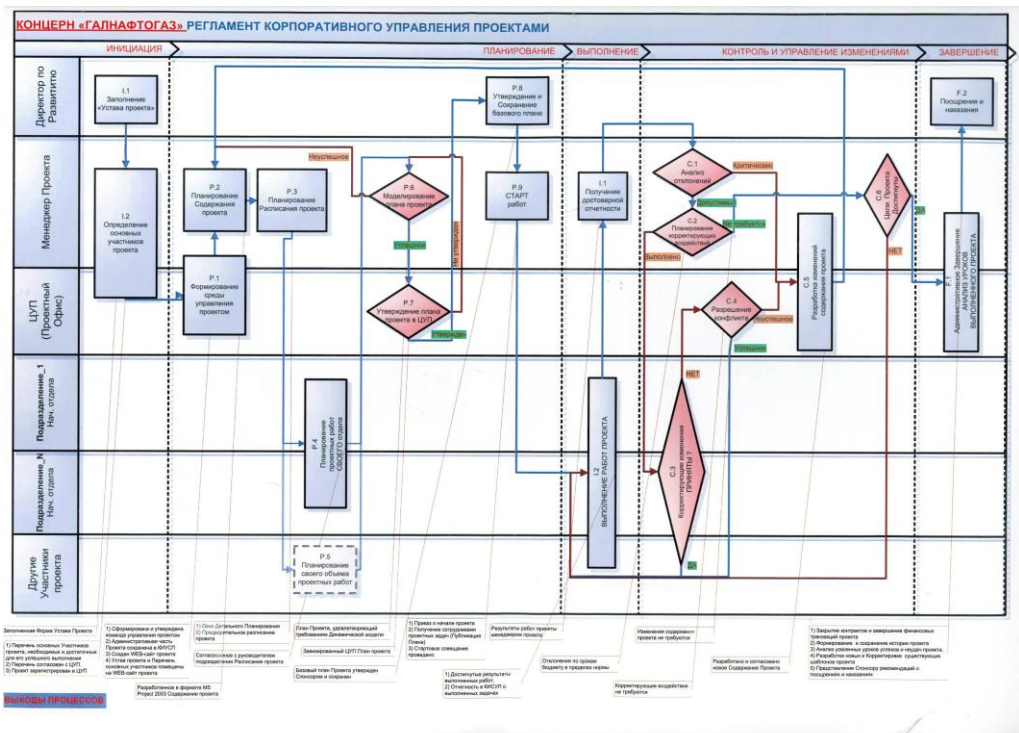 КОНЦЕРН «ГАЛНАФТОГАЗ» РЕГЛАМЕНТ КОРПОРАТИВНОГО УПРАВЛЕНИЯ ПРОЕКТАМИ
ИНИЦИАЦИЯ
ПЛАНИРОВАНИЕ
ВЫПОЛНЕНИЕ
КОНТРОЛЬ И УПРАВЛЕНИЕ ИЗМЕНЕНИЯМИ
ЗАВЕРШЕНИЕ
Директор по
Развититю
I.1
Заполнение
«Устава проекта»
P.8
Утверждение и
Сохранение
базового плана
F.2
Поощрения и
наказания
Менеджер Проекта
I.2
Определение
основных
участников
проекта
P.2
Планирование
Содержания
проекта
P.3
Планирование
Расписания проекта
Неуспешное
P.6
Моделирование
плана проекта
Успешное
Не утвержден
P.9
СТАРТ
работ
I.1
Получение
достоверной
отчетности
C.1
Анализ
отклонений
Критические
Допустимые
C.2
Планирование
корректирующих
воздействий
Не требуется
Выполнено
C.6
Цели Проекта
Достигнуты
ДА
НЕТ
ЦУП
(Проектный
Офис)
P.1
Формирование
среды
управления
проектом
P.7
Утверждение плана
проекта в ЦУП
Утвержден
C.4
Разрешение
конфликта
Неуспешное
Успешное
C.5
Разработка изменений
содержания проекта
F.1
Административное Завершение
АНАЛИЗ УРОКОВ
ВЫПОЛНЕННОГО ПРОЕКТА
Подразделение_1
Нач. отдела
P.4
Планирование
проектных работ
СВОЕГО отдела
НЕТ
Подразделение_N
Нач. отдела
I.2
ВЫПОЛНЕНИЕ РАБОТ ПРОЕКТА
C.3
Корректирующие изменения
ПРИНЯТЫ ?
ДА
Другие
Участники
проекта
P.5
Планирование
своего объема
проектных работ
Заполненная Форма Устава Проекта
1) Перечень основных Участников
проекта, необходимых и достаточных
для его успешного выполнения
2) Перечень согласован с ЦУП
3) Проект зарегистрирован в ЦУП
1) Сформирована и утверждена
команда управления проектом
2) Административная часть
Проекта сохранена в КИСУП
3) Создан WEB-сайт проекта
4) Устав проекта и Перечень
основных участников помещены
на WEB-сайт проекта
Разработанное в формате MS
Project 2003 Содержание проекта
1) Окно Детального Планирования
2) Предварительное расписание
проекта
Согласованное с руководителем
подразделения Расписание проекта
План Проекта, удовлетворяющий
требованиям Динамической модели
Завизированный ЦУП План проекта
Базовый план Проекта утвержден
Спонсором и сохранен
1) Приказ о начале проекта
2) Получение сотрудниками
проектных задач (Публикация
Плана)
3) Стартовое совещание
проведено
1) Достигнутые результаты
выполненных работ.
2) Отчетность в КИСУП о
выполненных задачах
Результаты работ приняты
менеджером проекта
Отклонения по сроким
бюджету в пределах нормы
Корректирующие воздействие
не требуются
Изменения содержания
проекта не требуются
Разработано и согласовано
новое Содержание Проекта
1) Закрытие контрактов и завершение финансовых
транзакций проекта
2) Формирование и сохранение истории проекта
3) Анализ усвоенных уроков успехов и неудач проекта.
4) Разработка новых и Корректировка существующих
шаблонов проекта
5) Представление Спонсору рекомендаций о
поощрениях и наказаниях
ВЫХОДЫ ПРОЦЕССОВ